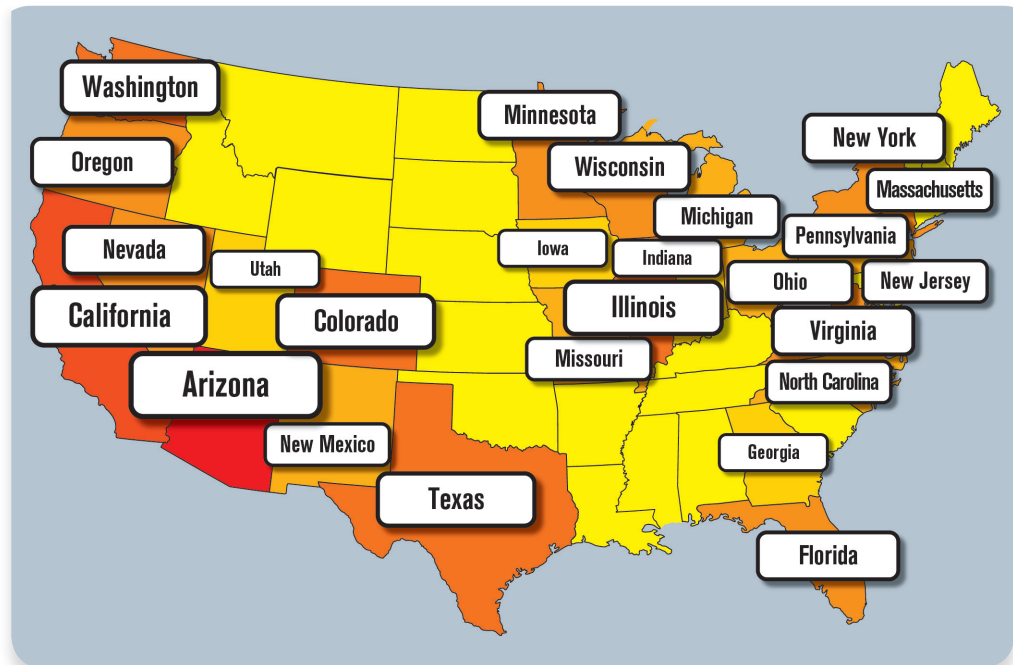 Washington
Minnesota
New York
Oregon
Wisconsin
Massachusetts
Michigan
Pennsylvania
Nevada
Iowa
Indiana
Utah
Ohio
New Jersey
California
Illinois
Colorado
Virginia
Missouri
Arizona
North Carolina
New Mexico
Georgia
Texas
Florida